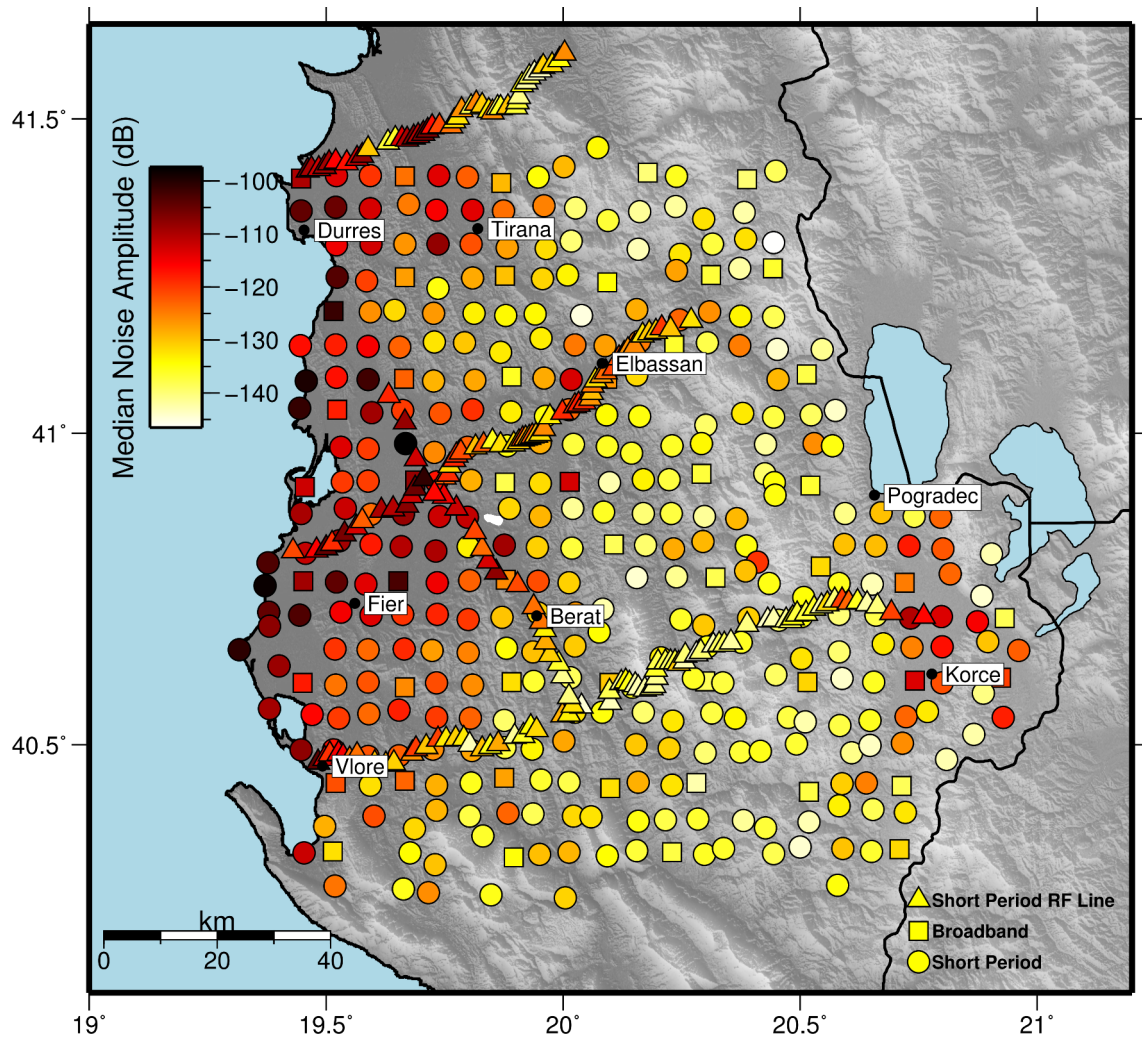 41.5°
41°
40.5°
Median Noise Amplitude (dB)
−100
−110
−120
−130
−140
Durres
Tirana
Elbassan
Pogradec
Fier
Berat
Korce
Vlore
km
0
20
40
Short Period RF Line
Broadband
Short Period
19°
19.5°
20°
20.5°
21°